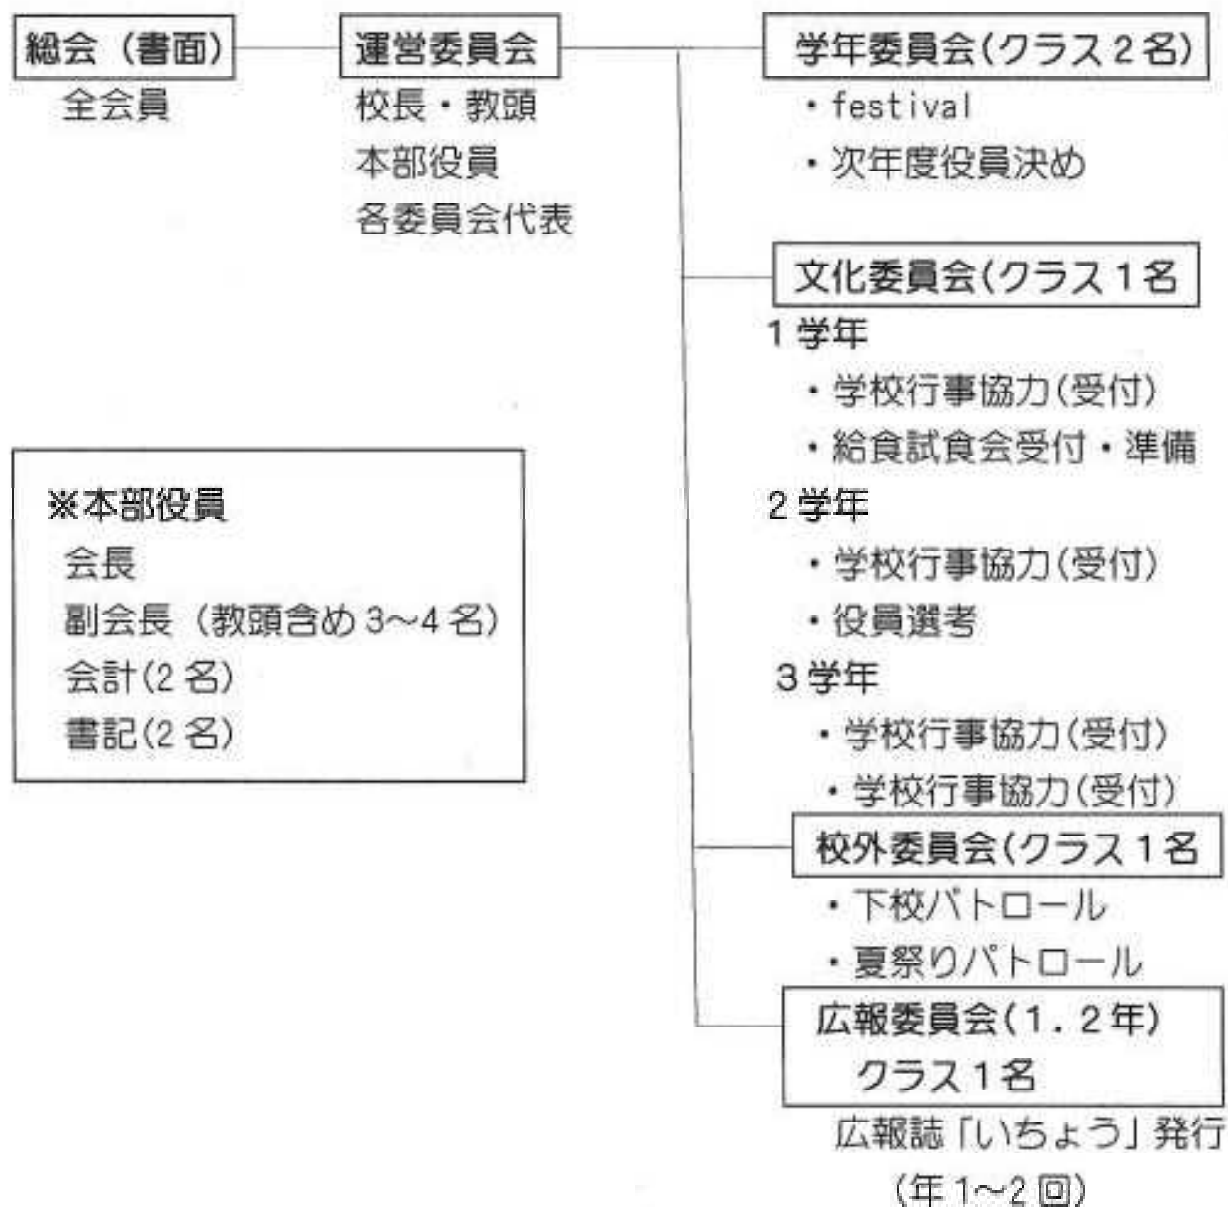 総会（書面）
全会員
運営委員会
校長・教頭
本部役員
各委員会代表
学年委員会(クラス２名)
・festival
・次年度役員決め
文化委員会(クラス１名
１学年
・学校行事協力(受付)
・給食試食会受付・準備
２学年
・学校行事協力(受付)
・役員選考
３学年
・学校行事協力(受付)
・学校行事協力(受付)
校外委員会(クラス１名
・下校パトロール
・夏祭りパトロール
広報委員会(１.２年)
クラス１名
広報誌「いちょう」発行
(年1～2回)
※本部役員
会長
副会長（教頭含め3～4名）
会計(2名)
書記(2名)